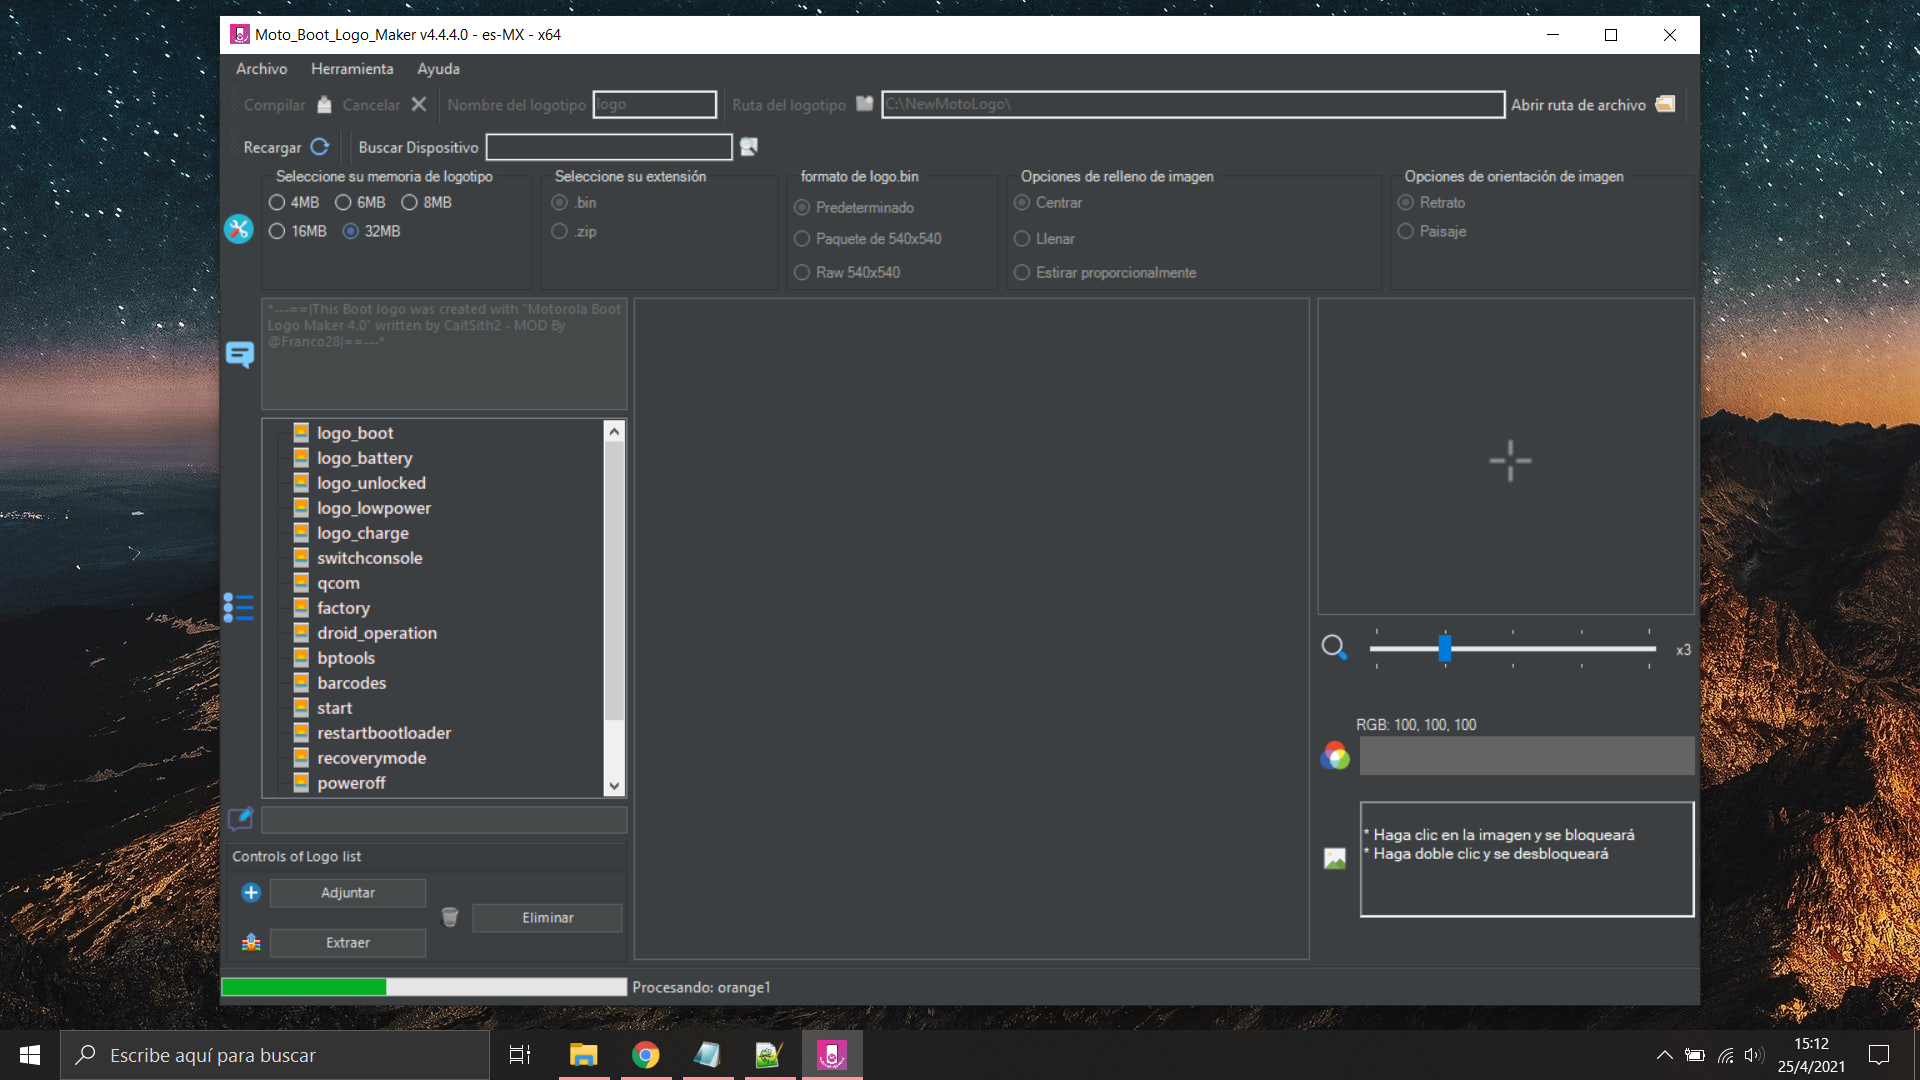 Moto_Boot_Logo_Maker v4.4.4.0 - es-MX - x64
Archivo Herramienta Ayuda
Compilar Cancelar Nombre del logotipo logo Ruta del logotipo C:\NewMotoLogo\ Abrir ruta de archivo
Recargar Buscar Dispositivo
Seleccione su memoria de logotipo
4MB 6MB 8MB
16MB 32MB
Seleccione su extensión
.bin
.zip
formato de logo.bin
Predeterminado
Paquete de 540x540
Raw 540x540
Opciones de relleno de imagen
Centrar
Llenar
Estirar proporcionalmente
Opciones de orientación de imagen
Retrato
Paisaje
*---==|This Boot logo was created with "Motorola Boot
Logo Maker 4.0" written by CaitSith2 - MOD By
@Franco28|==---*
logo_boot
logo_battery
logo_unlocked
logo_lowpower
logo_charge
switchconsole
qcom
factory
droid_operation
bptools
barcodes
start
restartbootloader
recoverymode
poweroff
x3
RGB: 100, 100, 100
* Haga clic en la imagen y se bloqueará
* Haga doble clic y se desbloqueará
Controls of Logo list
Adjuntar
Eliminar
Extraer
Procesando: orange1
Escribe aquí para buscar
15:12
25/4/2021